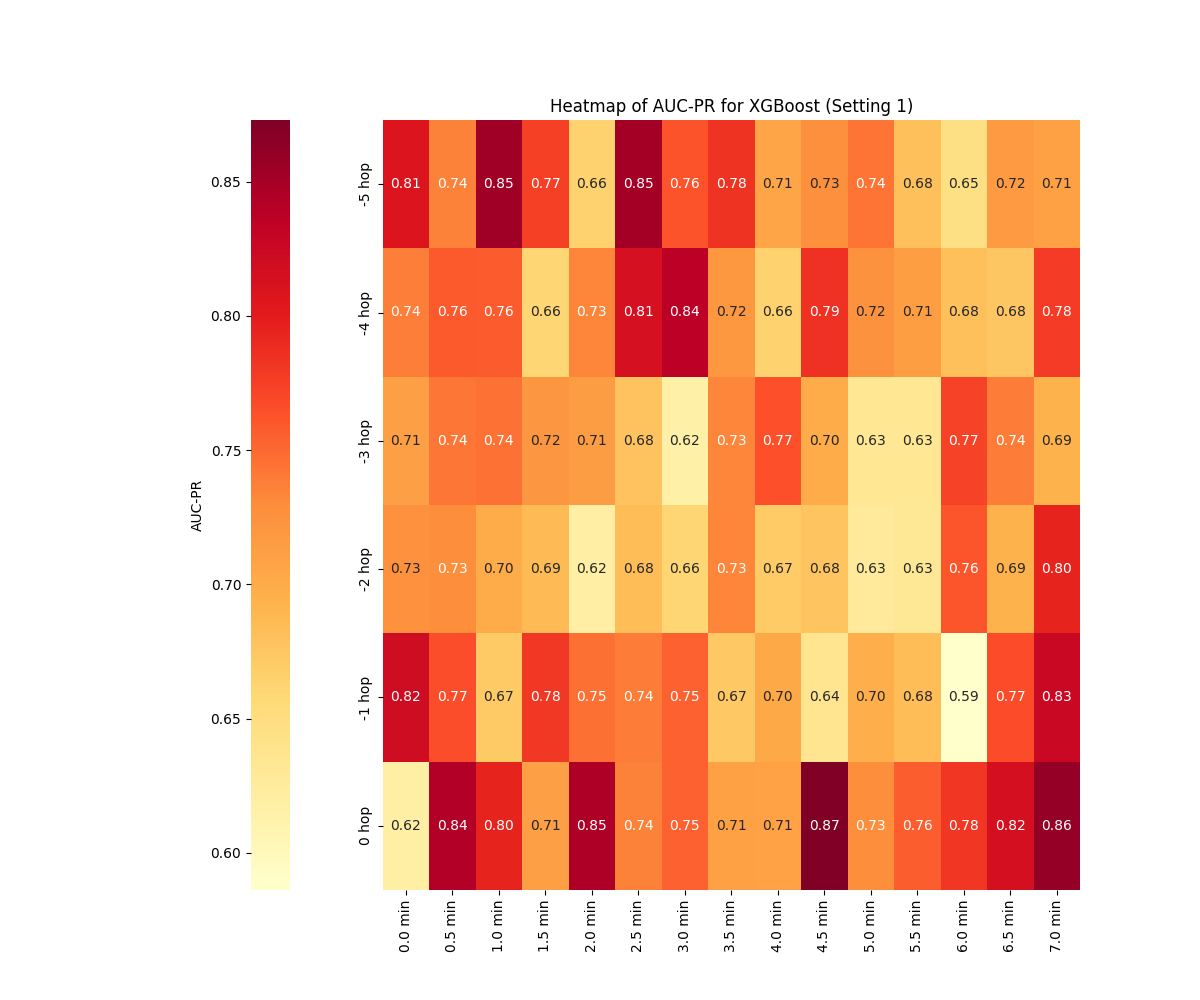 Heatmap of AUC-PR for XGBoost (Setting 1)
AUC-PR
0.85
0.80
0.75
0.70
0.65
0.60
-5 hop 0.81 0.74 0.85 0.77 0.66 0.85 0.76 0.78 0.71 0.73 0.74 0.68 0.65 0.72 0.71
-4 hop 0.74 0.76 0.76 0.66 0.73 0.81 0.84 0.72 0.66 0.79 0.72 0.71 0.68 0.68 0.78
-3 hop 0.71 0.74 0.74 0.72 0.71 0.68 0.62 0.73 0.77 0.70 0.63 0.63 0.77 0.74 0.69
-2 hop 0.73 0.73 0.70 0.69 0.62 0.68 0.66 0.73 0.67 0.68 0.63 0.63 0.76 0.69 0.80
-1 hop 0.82 0.77 0.67 0.78 0.75 0.74 0.75 0.67 0.70 0.64 0.70 0.68 0.59 0.77 0.83
0 hop 0.62 0.84 0.80 0.71 0.85 0.74 0.75 0.71 0.71 0.87 0.73 0.76 0.78 0.82 0.86
0.0 min 0.5 min 1.0 min 1.5 min 2.0 min 2.5 min 3.0 min 3.5 min 4.0 min 4.5 min 5.0 min 5.5 min 6.0 min 6.5 min 7.0 min